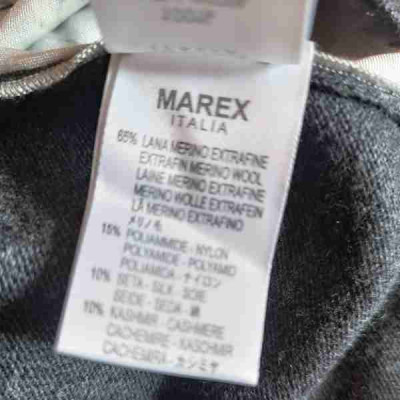 MAREX
ITALIA
65% LANA MERINO EXTRAFINE
EXTRAFIN MERINO WOOL
LAINE MERINO EXTRAFINE
MERINO WOLLE EXTRAFEIN
LA MERINO EXTRAFINO
メリノ毛
15% POLIAMMIDE - NYLON
POLYAMIDE - POLYAMID
POLIAMIDA - ナイロン
10% SETA - SILK - SOIE
SEIDE - SEDA - 絹
10% KASHMIR - CASHMERE
CACHEMIRE - KASCHMIR
CACHEMIRA - カシミヤ